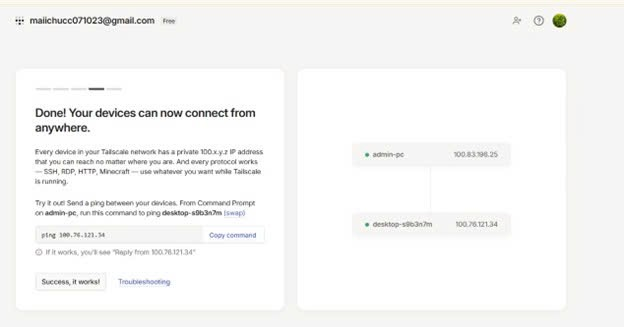 maiichucc071023@gmail.com Free
Done! Your devices can now connect from
anywhere.
Every device in your Tailscale network has a private 100.x.y.z IP address
that you can reach no matter where you are. And every protocol works
— SSH, RDP, HTTP, Minecraft — use whatever you want while Tailscale
is running.
Try it out! Send a ping between your devices. From Command Prompt
on admin-pc, run this command to ping desktop-s9b3n7m (swap)
ping 100.76.121.34 Copy command
If it works, you'll see "Reply from 100.76.121.34"
Success, it works! Troubleshooting
admin-pc 100.83.196.25
desktop-s9b3n7m 100.76.121.34